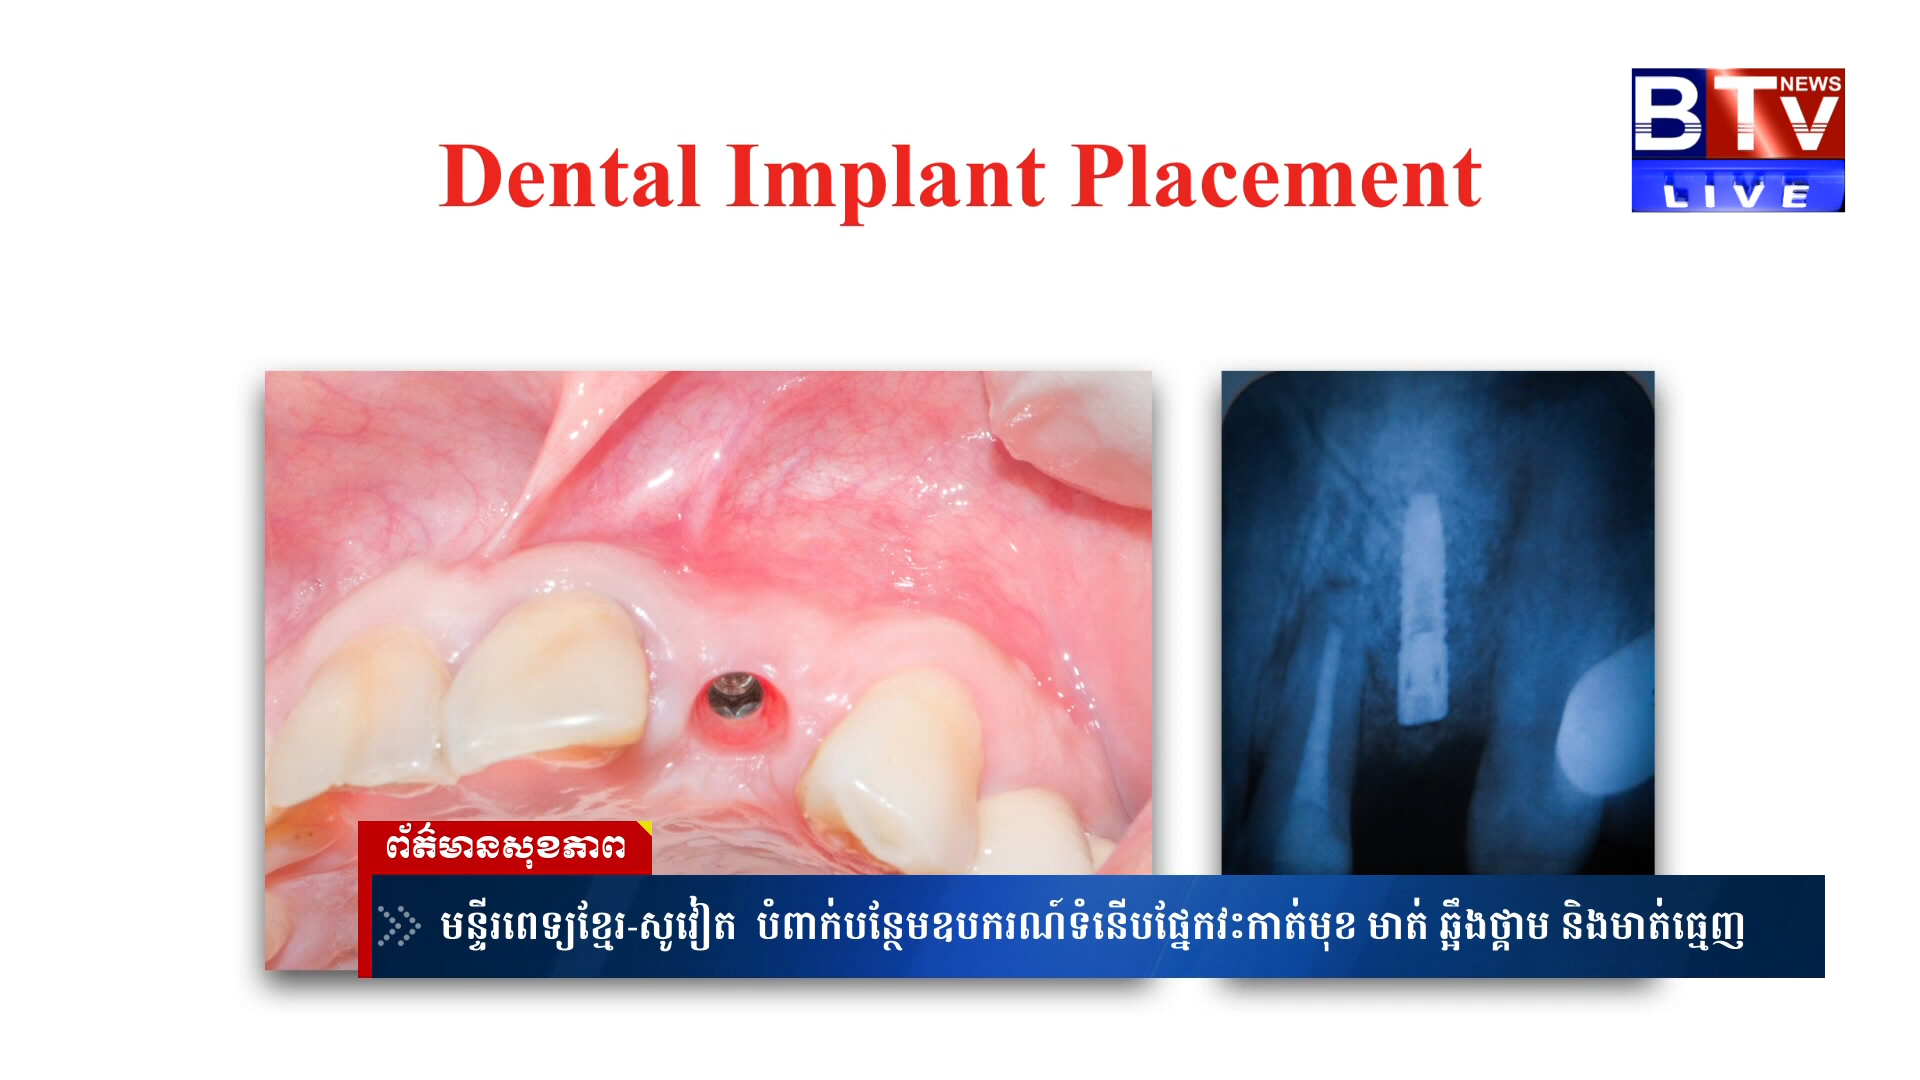 Dental Implant Placement
BTV NEWS
LIVE
ព័ត៌មានសុខភាព
មន្ទីរពេទ្យខ្មែរ-សូវៀត បំពាក់បន្ថែមឧបករណ៍ទំនើបផ្នែកវះកាត់មុខ មាត់ ឆ្អឹងថ្គាម និងមាត់ធ្មេញ